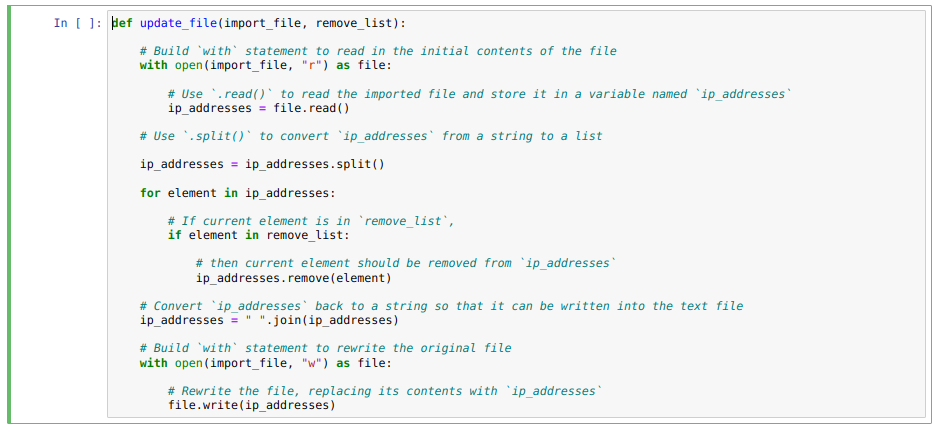 In [ ]: def update_file(import_file, remove_list):
# Build `with` statement to read in the initial contents of the file
with open(import_file, "r") as file:
# Use `.read()` to read the imported file and store it in a variable named `ip_addresses`
ip_addresses = file.read()
# Use `.split()` to convert `ip_addresses` from a string to a list
ip_addresses = ip_addresses.split()
for element in ip_addresses:
# If current element is in `remove_list`,
if element in remove_list:
# then current element should be removed from `ip_addresses`
ip_addresses.remove(element)
# Convert `ip_addresses` back to a string so that it can be written into the text file
ip_addresses = " ".join(ip_addresses)
# Build `with` statement to rewrite the original file
with open(import_file, "w") as file:
# Rewrite the file, replacing its contents with `ip_addresses`
file.write(ip_addresses)